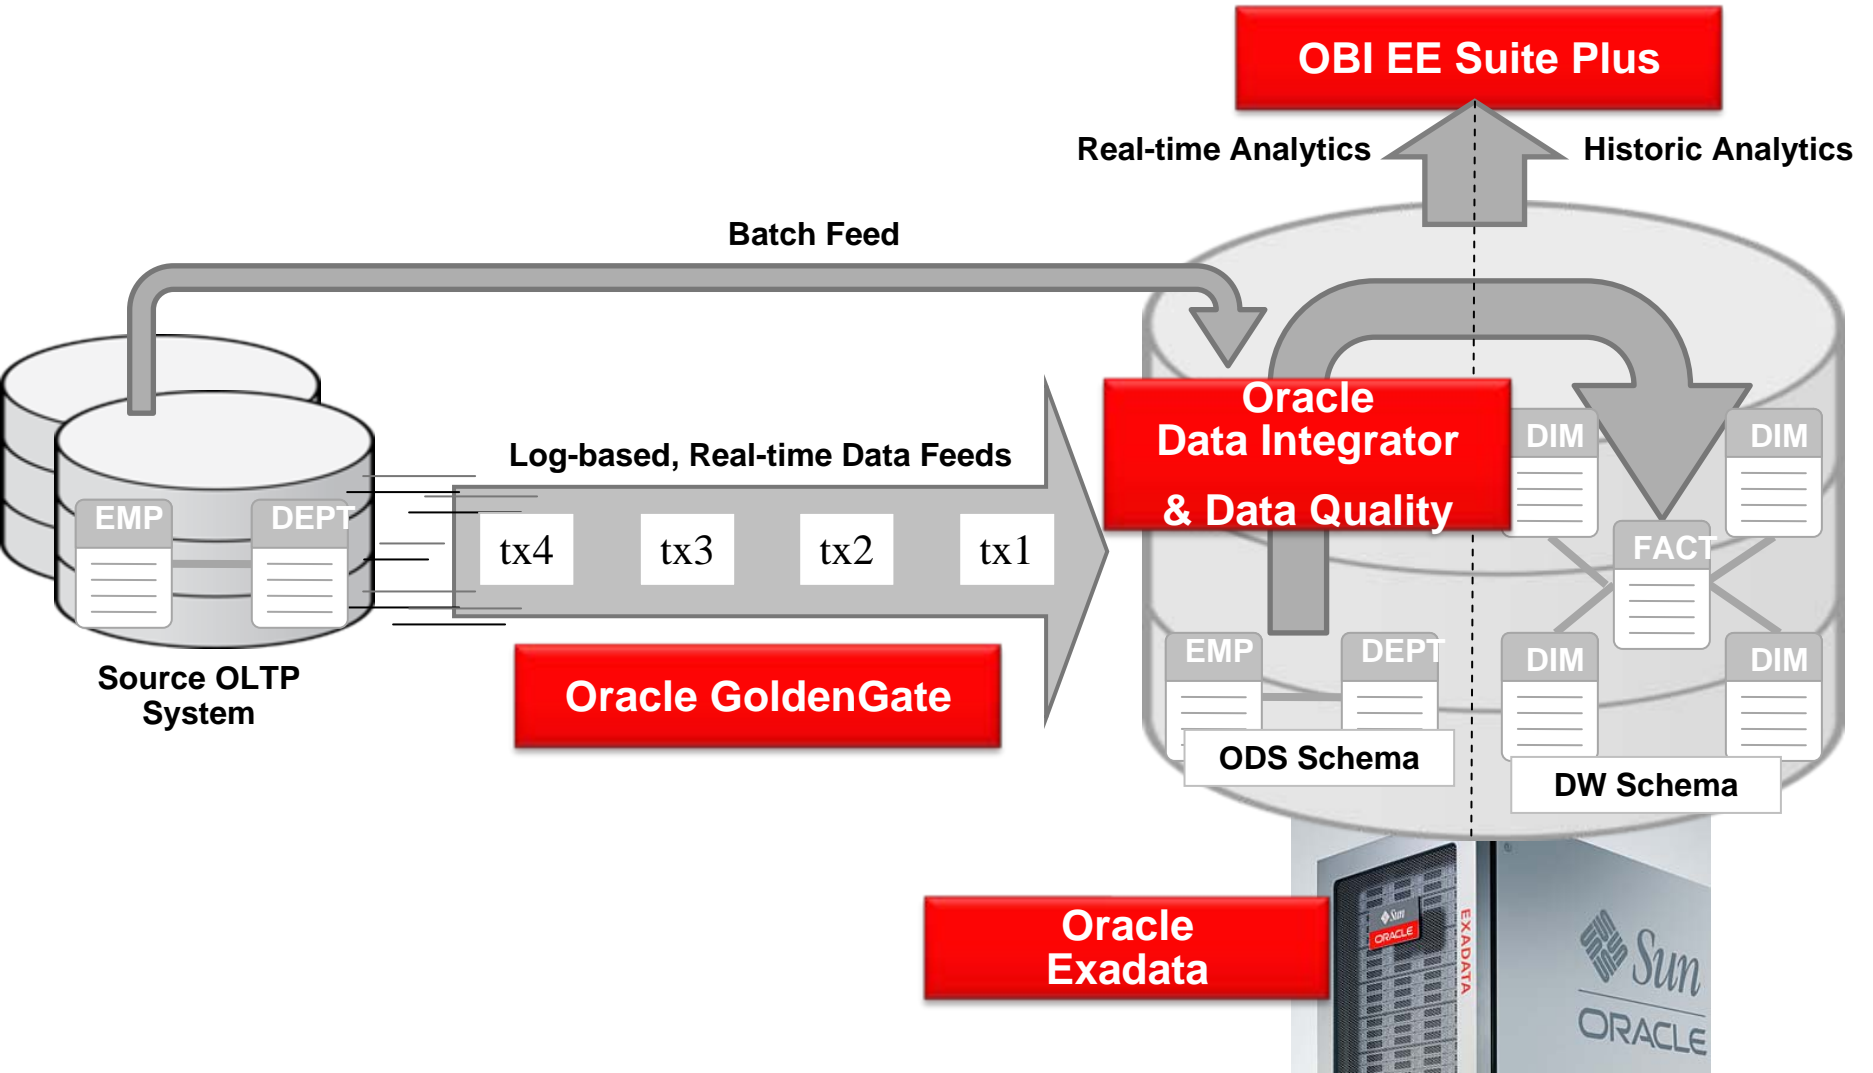 OBI EE Suite Plus
Real-time Analytics
Historic Analytics
Batch Feed
Log-based, Real-time Data Feeds
tx4
tx3
tx2
tx1
EMP
DEPT
Source OLTP
System
Oracle GoldenGate
Oracle
Data Integrator
& Data Quality
DIM
DIM
FACT
EMP
DEPT
DIM
DIM
ODS Schema
DW Schema
Oracle
Exadata
Sun
ORACLE
EXADATA
Sun
ORACLE